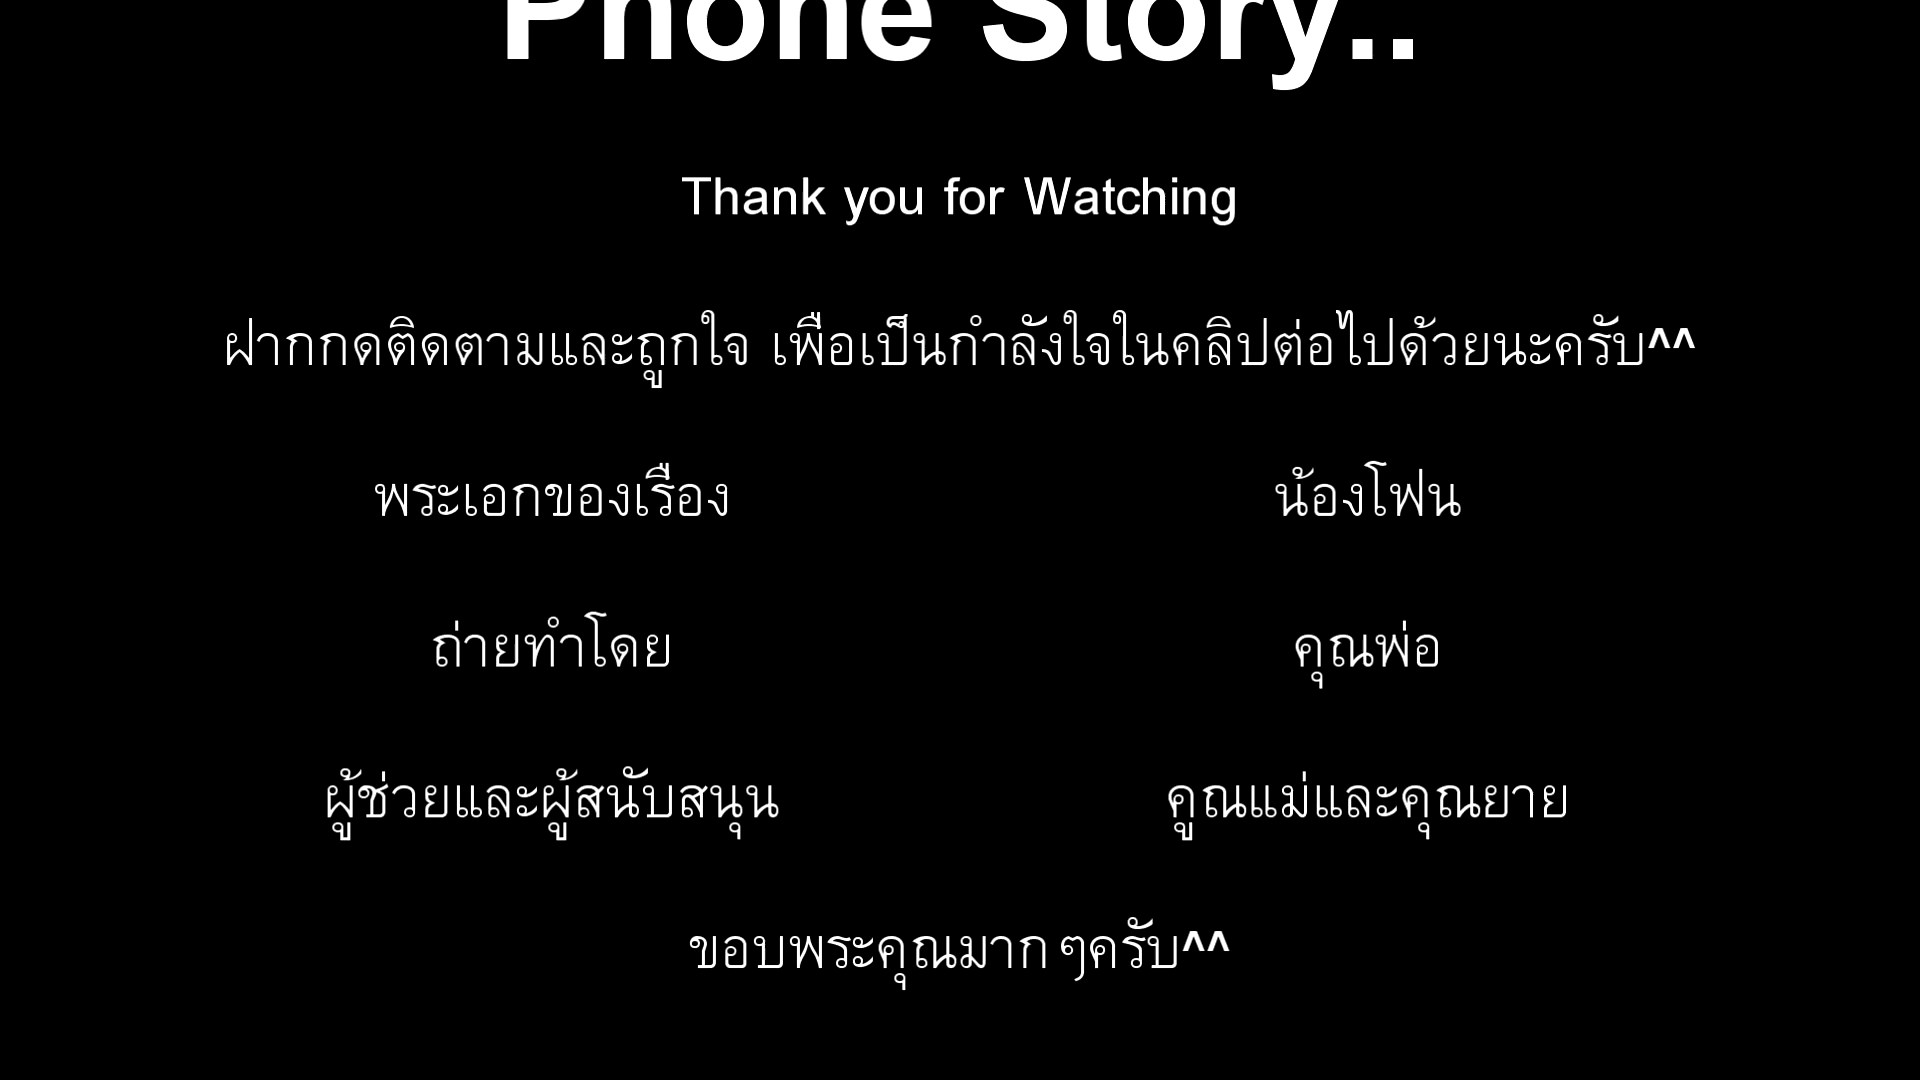 Phone Story..
Thank you for Watching
ฝากกดติดตามและถูกใจ เพื่อเป็นกำลังใจในคลิปต่อไปด้วยนะครับ^^
พระเอกของเรื่อง น้องโฟน
ถ่ายทำโดย คุณพ่อ
ผู้ช่วยและผู้สนับสนุน คูณแม่และคุณยาย
ขอบพระคุณมาก ๆครับ^^